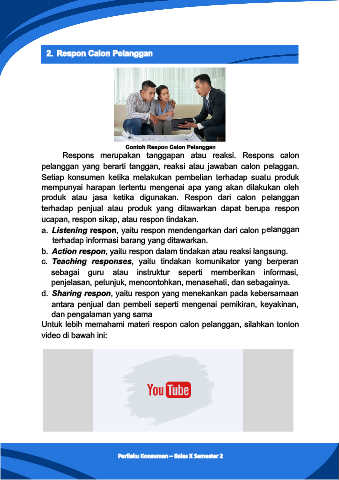 2. Respon Calon Pelanggan
Contoh Respon Calon Pelanggan
Respons merupakan tanggapan atau reaksi. Respons calon
pelanggan yang berarti tanggan, reaksi atau jawaban calon pelaggan.
Setiap konsumen ketika melakukan pembelian terhadap suatu produk
mempunyai harapan tertentu mengenai apa yang akan dilakukan oleh
produk atau jasa ketika digunakan. Respon dari calon pelanggan
terhadap penjual atau produk yang ditawarkan dapat berupa respon
ucapan, respon sikap, atau respon tindakan.
a. Listening respon, yaitu respon mendengarkan dari calon pelanggan
terhadap informasi barang yang ditawarkan.
b. Action respon, yaitu respon dalam tindakan atau reaksi langsung.
c. Teaching responses, yaitu tindakan komunikator yang berperan
sebagai guru atau instruktur seperti memberikan informasi,
penjelasan, petunjuk, mencontohkan, menasehati, dan sebagainya.
d. Sharing respon, yaitu respon yang menekankan pada kebersamaan
antara penjual dan pembeli seperti mengenai pemikiran, keyakinan,
dan pengalaman yang sama
Untuk lebih memahami materi respon calon pelanggan, silahkan tonton
video di bawah ini:
YouTube
Perilaku Konsumen – Kelas X Semester 2